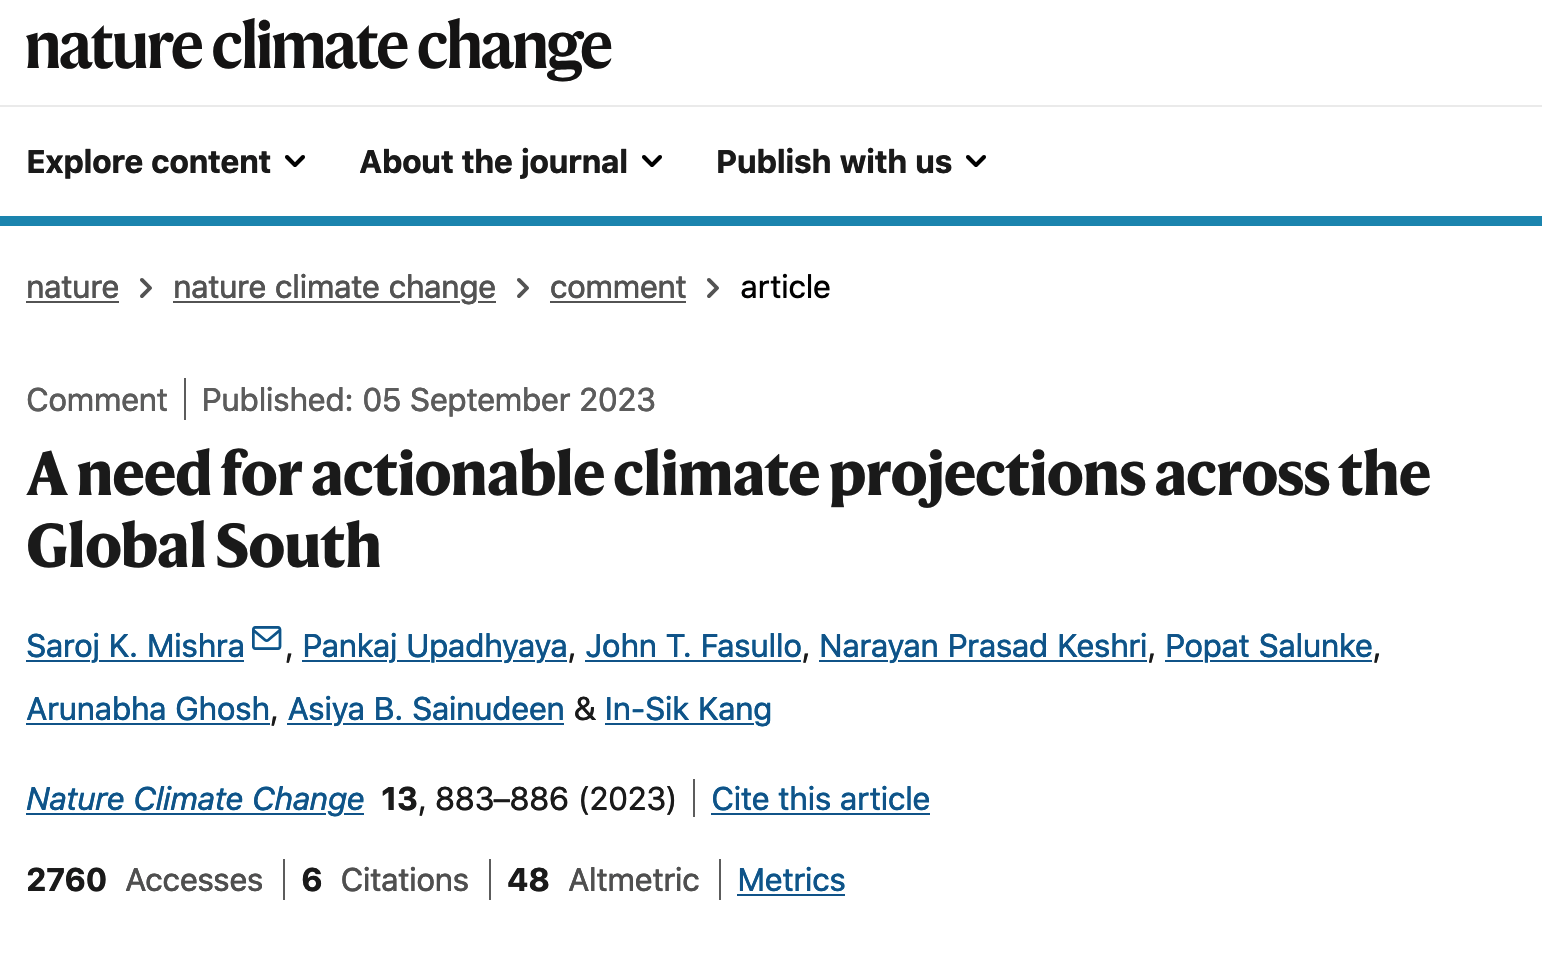 nature climate change
Explore content About the journal Publish with us
nature > nature climate change > comment > article
Comment | Published: 05 September 2023
A need for actionable climate projections across the
Global South
Saroj K. Mishra, Pankaj Upadhyaya, John T. Fasullo, Narayan Prasad Keshri, Popat Salunke,
Arunabha Ghosh, Asiya B. Sainudeen & In-Sik Kang
Nature Climate Change 13, 883–886 (2023) | Cite this article
2760 Accesses | 6 Citations | 48 Altmetric | Metrics